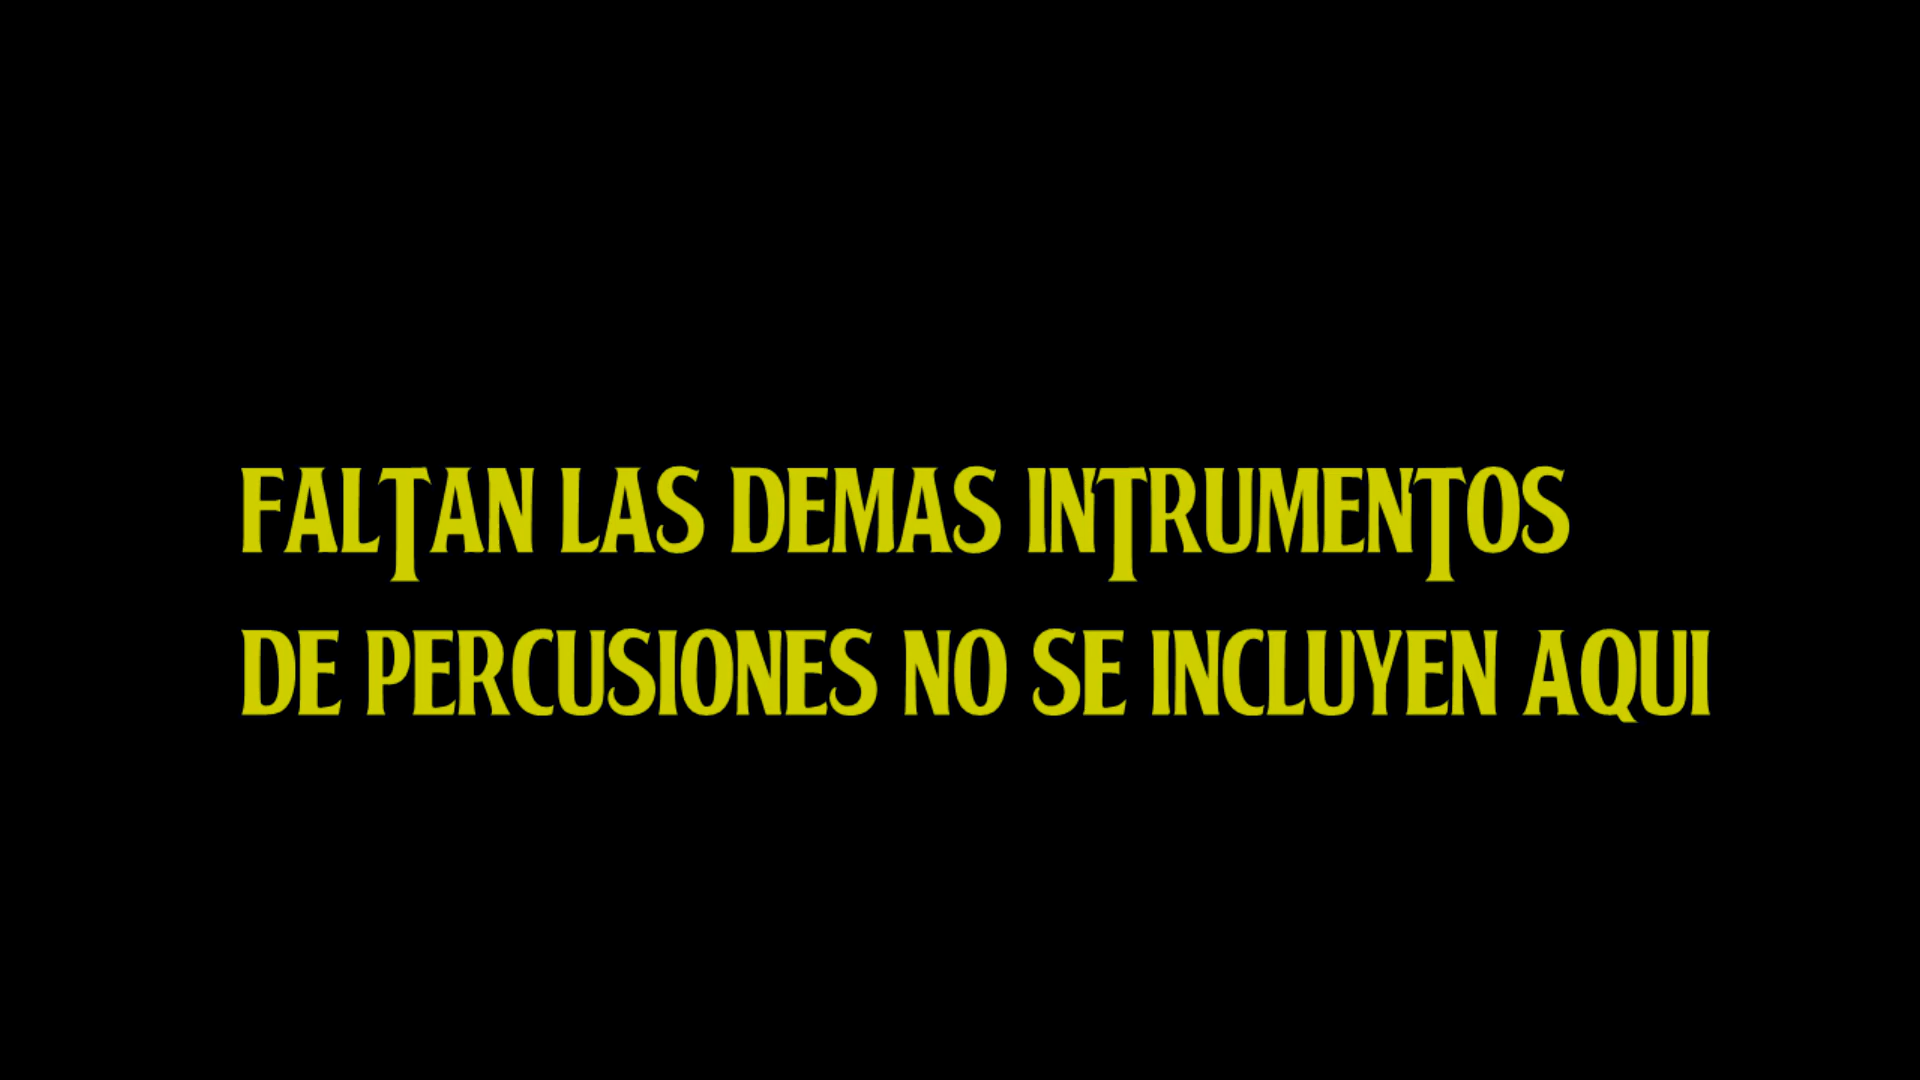 FALTAN LAS DEMAS INTRUMENTOS
DE PERCUSIONES NO SE INCLUYEN AQUI